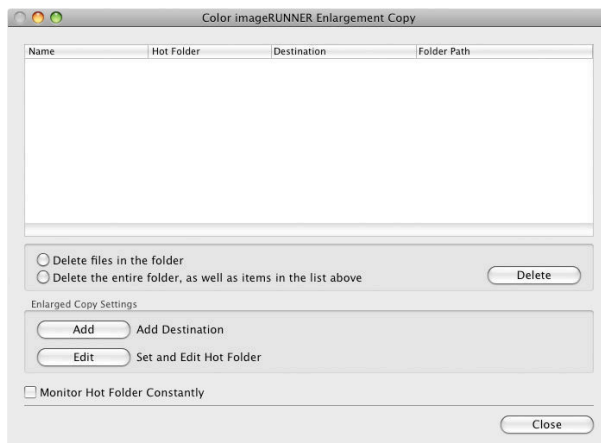 Color imageRUNNER Enlargement Copy
Name Hot Folder Destination Folder Path
Delete files in the folder
Delete the entire folder, as well as items in the list above
Delete
Enlarged Copy Settings
Add Add Destination
Edit Set and Edit Hot Folder
Monitor Hot Folder Constantly
Close